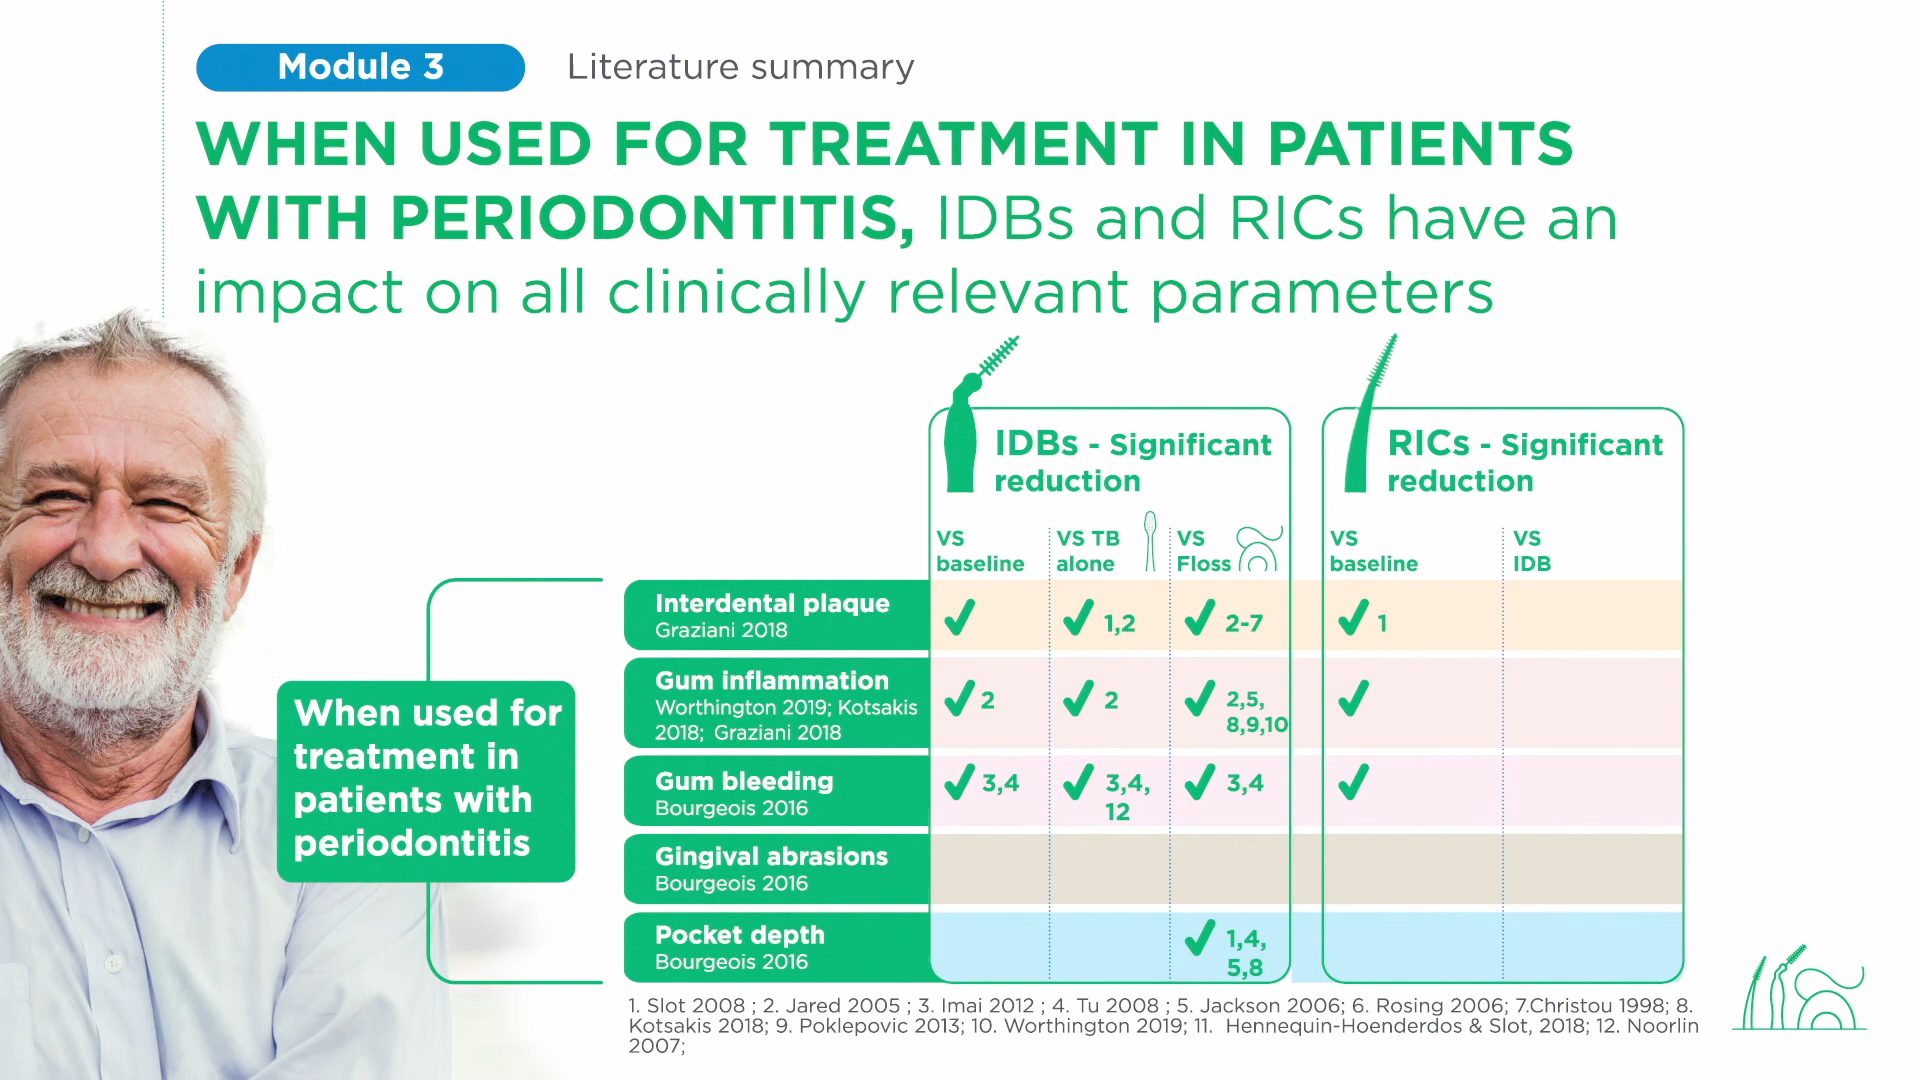 Module 3
Literature summary
WHEN USED FOR TREATMENT IN PATIENTS
WITH PERIODONTITIS, IDBs and RICs have an
impact on all clinically relevant parameters
IDBs - Significant
reduction
RICs - Significant
reduction
VS
baseline
VS TB
alone
VS
Floss
VS
baseline
VS
IDB
When used for
treatment in
patients with
periodontitis
Interdental plaque
Graziani 2018
1,2
2-7
1
Gum inflammation
Worthington 2019; Kotsakis
2018; Graziani 2018
2
2
2,5,
8,9,10
Gum bleeding
Bourgeois 2016
3,4
3,4,
12
3,4
Gingival abrasions
Bourgeois 2016
Pocket depth
Bourgeois 2016
1,4,
5,8
1. Slot 2008 ; 2. Jared 2005 ; 3. Imai 2012 ; 4. Tu 2008 ; 5. Jackson 2006; 6. Rosing 2006; 7.Christou 1998; 8.
Kotsakis 2018; 9. Poklepovic 2013; 10. Worthington 2019; 11. Hennequin-Hoenderdos & Slot, 2018; 12. Noorlin
2007;